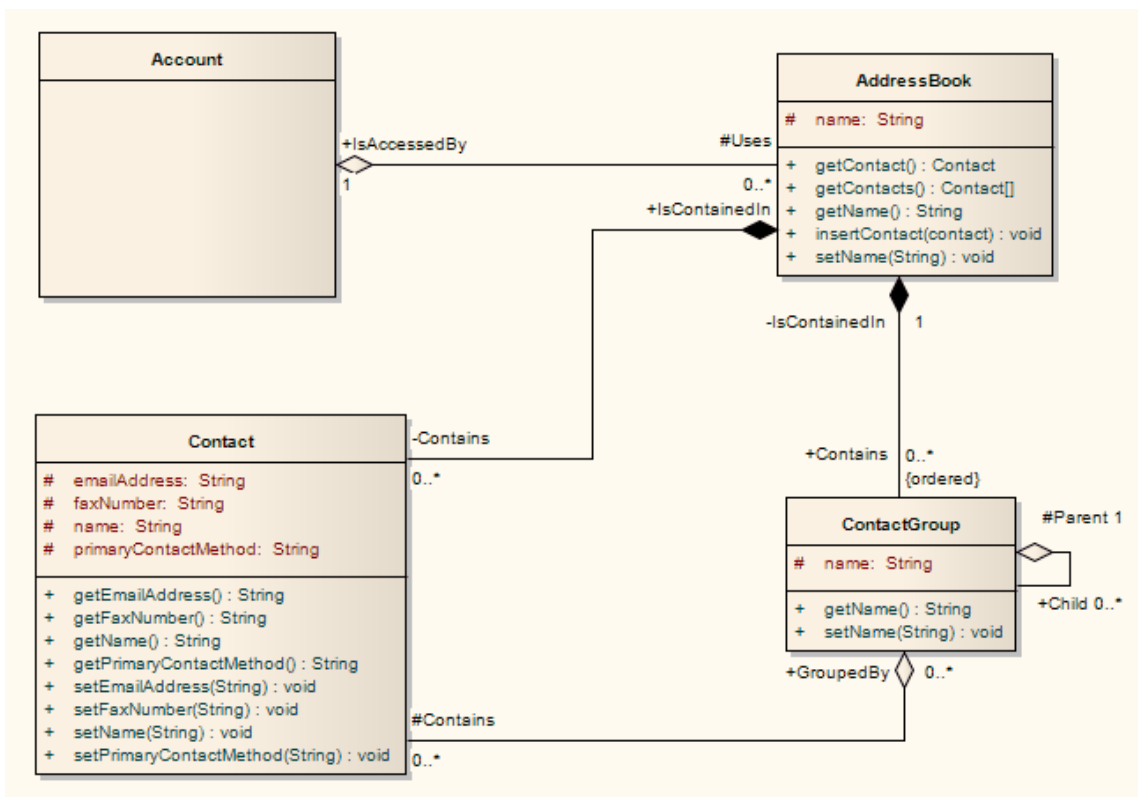 Account
AddressBook
# name: String
+ getContact() : Contact
+ getContacts() : Contact[]
+ getName() : String
+ insertContact(contact) : void
+ setName(String) : void
+IsAccessedBy
1
#Uses
0..*
+IsContainedIn
-IsContainedIn 1
-Contains
0..*
+Contains 0..*
{ordered}
Contact
# emailAddress: String
# faxNumber: String
# name: String
# primaryContactMethod: String
+ getEmailAddress() : String
+ getFaxNumber() : String
+ getName() : String
+ getPrimaryContactMethod() : String
+ setEmailAddress(String) : void
+ setFaxNumber(String) : void
+ setName(String) : void
+ setPrimaryContactMethod(String) : void
ContactGroup
# name: String
+ getName() : String
+ setName(String) : void
#Parent 1
+Child 0..*
+GroupedBy 0..*
#Contains
0..*